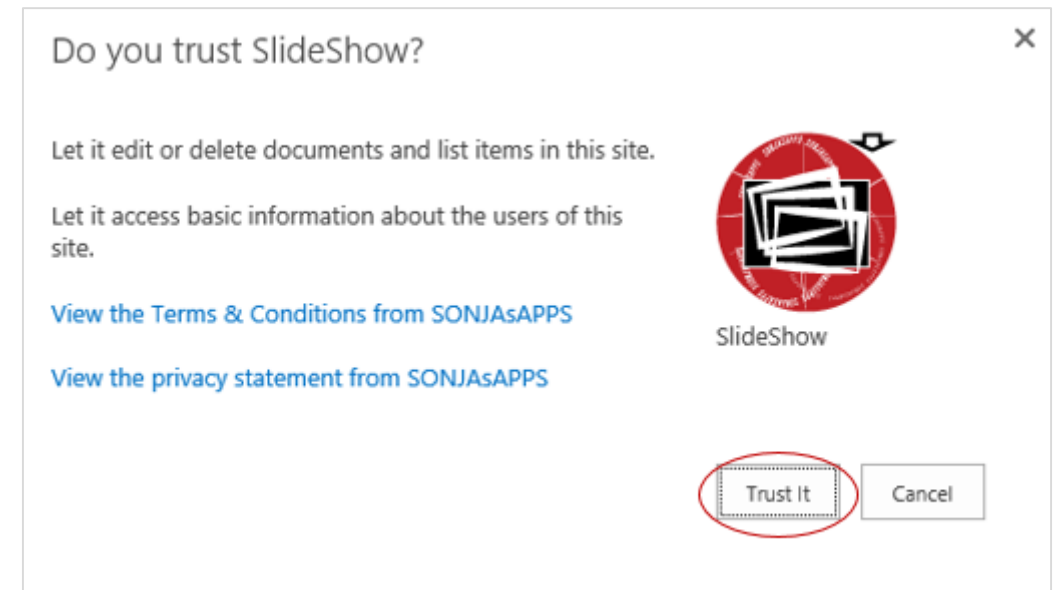 Do you trust SlideShow?
Let it edit or delete documents and list items in this site.
Let it access basic information about the users of this
site.
View the Terms & Conditions from SONJAsAPPS
View the privacy statement from SONJAsAPPS
SlideShow
Trust It
Cancel